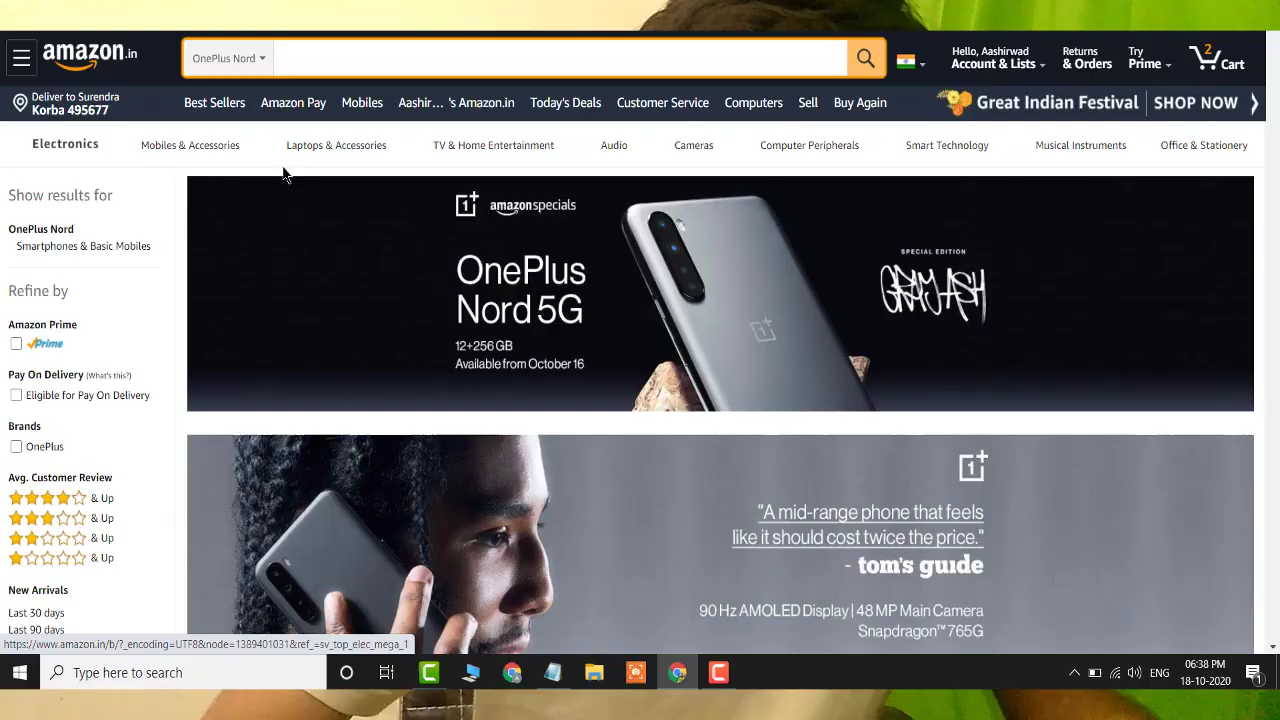 amazon.in
OnePlus Nord
Hello, Aashirwad
Account & Lists
Returns
& Orders
Try
Prime
2
Cart
Deliver to Surendra
Korba 495677
Best Sellers Amazon Pay Mobiles Aashir... 's Amazon.in Today's Deals Customer Service Computers Sell Buy Again
Great Indian Festival SHOP NOW
Electronics Mobiles & Accessories Laptops & Accessories TV & Home Entertainment Audio Cameras Computer Peripherals Smart Technology Musical Instruments Office & Stationery
Show results for
OnePlus Nord
Smartphones & Basic Mobiles
Refine by
Amazon Prime
Prime
Pay On Delivery (What's this?)
Eligible for Pay On Delivery
Brands
OnePlus
Avg. Customer Review
& Up
& Up
& Up
& Up
New Arrivals
Last 30 days
Last 90 days
1+ amazonspecials
OnePlus
Nord 5G
12+256 GB
Available from October 16
SPECIAL EDITION
GRAY ASH
1+
"A mid-range phone that feels
like it should cost twice the price."
- tom's guide
90 Hz AMOLED Display | 48 MP Main Camera
Snapdragon™ 765G
https://www.amazon.in/b/?_encoding=UTF8&node=1389401031&ref_=sv_top_elec_mega_1
Type here to search
ENG
06:38 PM
18-10-2020
1